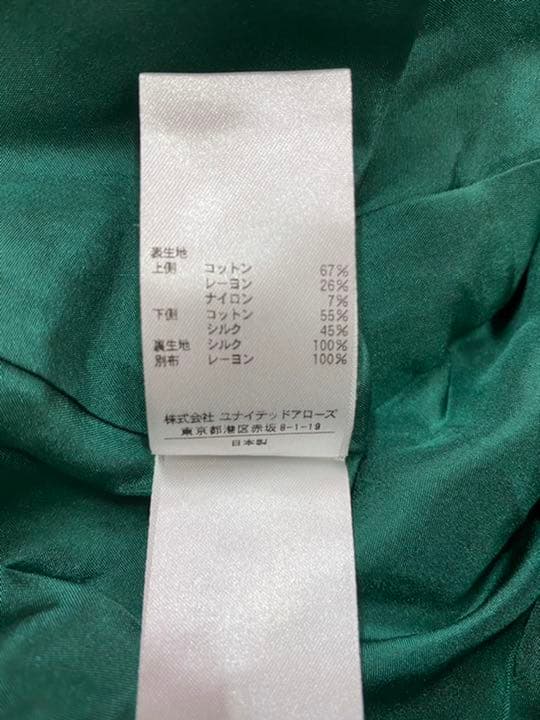 表生地
上側 コットン 67%
レーヨン 26%
ナイロン 7%
下側 コットン 55%
シルク 45%
裏生地 シルク 100%
別布 レーヨン 100%
株式会社 ユナイテッドアローズ
東京都港区赤坂8-1-19
日本製